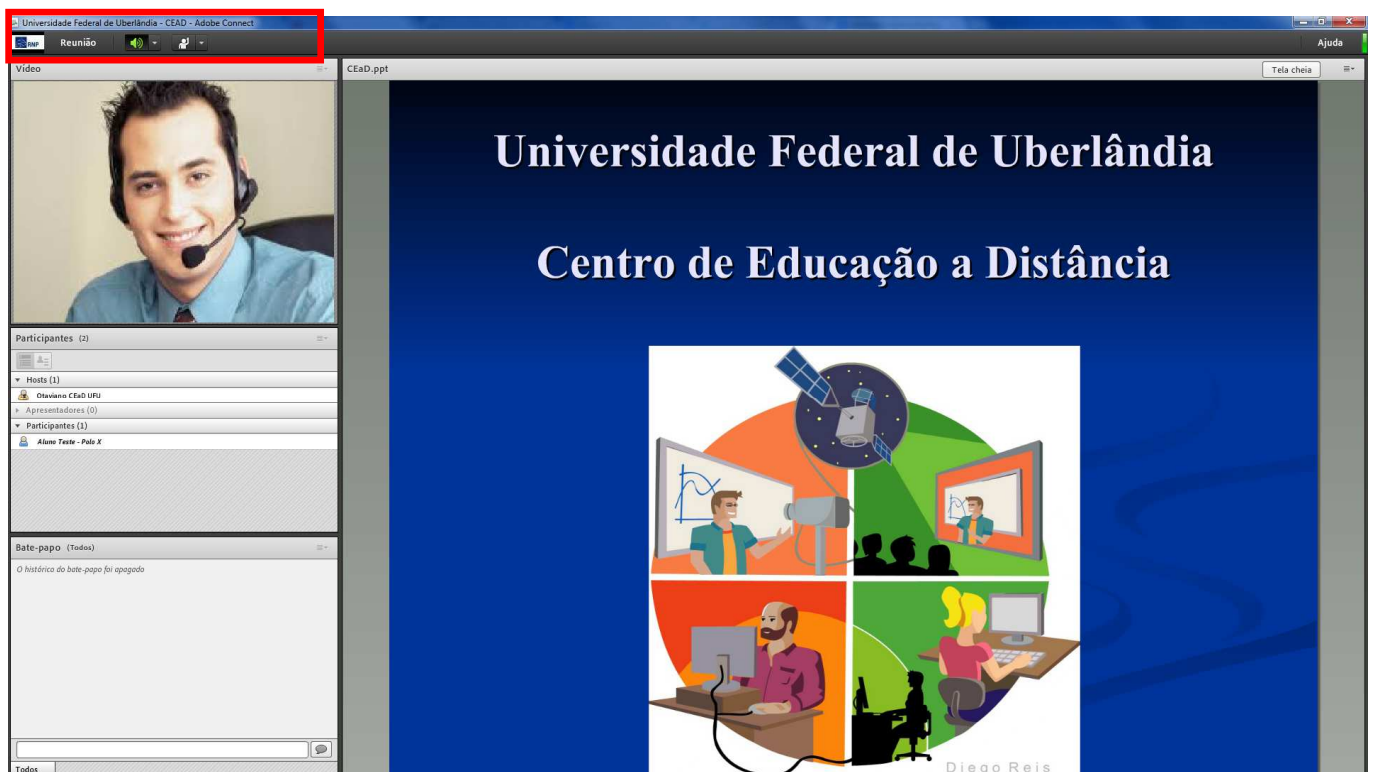 Universidade Federal de Uberlândia - CEAD - Adobe Connect
RNP Reunião
Ajuda
Vídeo
CEaD.ppt
Tela cheia
Universidade Federal de Uberlândia
Centro de Educação a Distância
Participantes (2)
Hosts (1)
Otaviano CEaD UFU
Apresentadores (0)
Participantes (1)
Aluno Teste - Polo X
Bate-papo (Todos)
O histórico do bate-papo foi apagado
Todos
Diego Reis